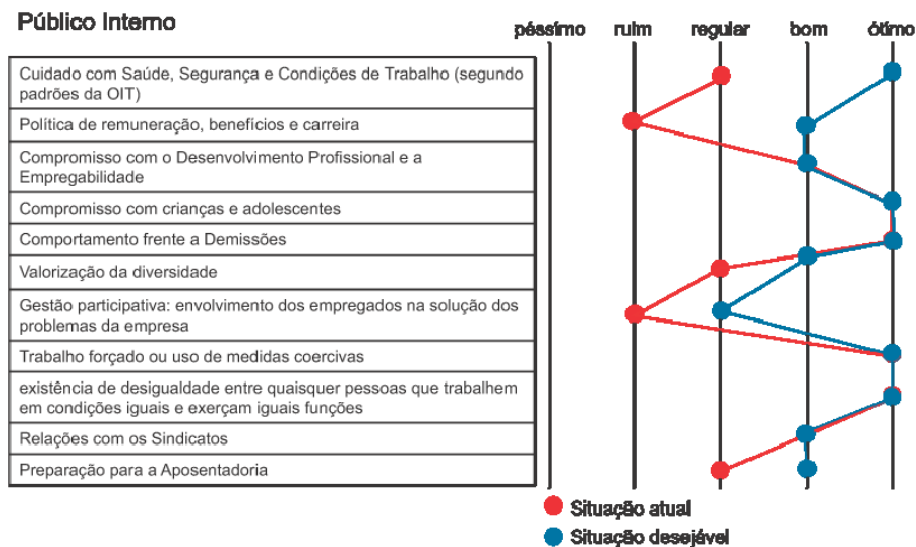 Público Interno
péssimo ruim regular bom ótimo
Cuidado com Saúde, Segurança e Condições de Trabalho (segundo
padrões da OIT)
Política de remuneração, benefícios e carreira
Compromisso com o Desenvolvimento Profissional e a
Empregabilidade
Compromisso com crianças e adolescentes
Comportamento frente a Demissões
Valorização da diversidade
Gestão participativa: envolvimento dos empregados na solução dos
problemas da empresa
Trabalho forçado ou uso de medidas coercivas
existência de desigualdade entre quaisquer pessoas que trabalhem
em condições iguais e exerçam iguais funções
Relações com os Sindicatos
Preparação para a Aposentadoria
Situação atual
Situação desejável